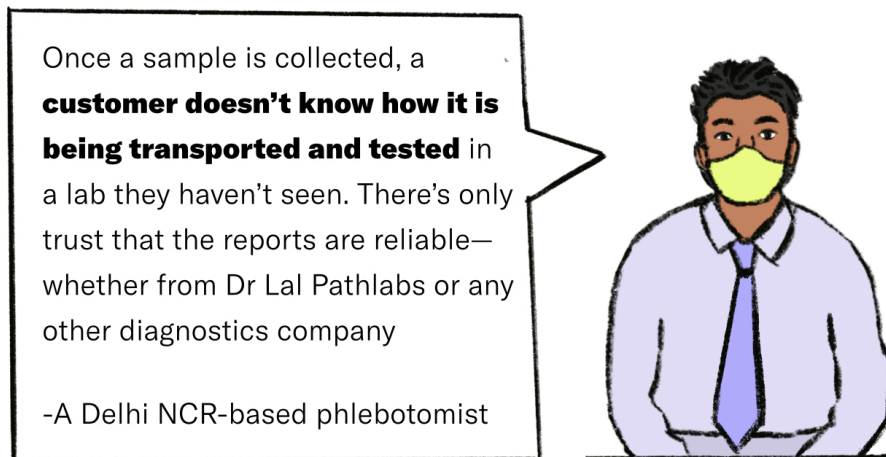 Once a sample is collected, a
customer doesn’t know how it is
being transported and tested in
a lab they haven’t seen. There’s only
trust that the reports are reliable—
whether from Dr Lal Pathlabs or any
other diagnostics company
-A Delhi NCR-based phlebotomist